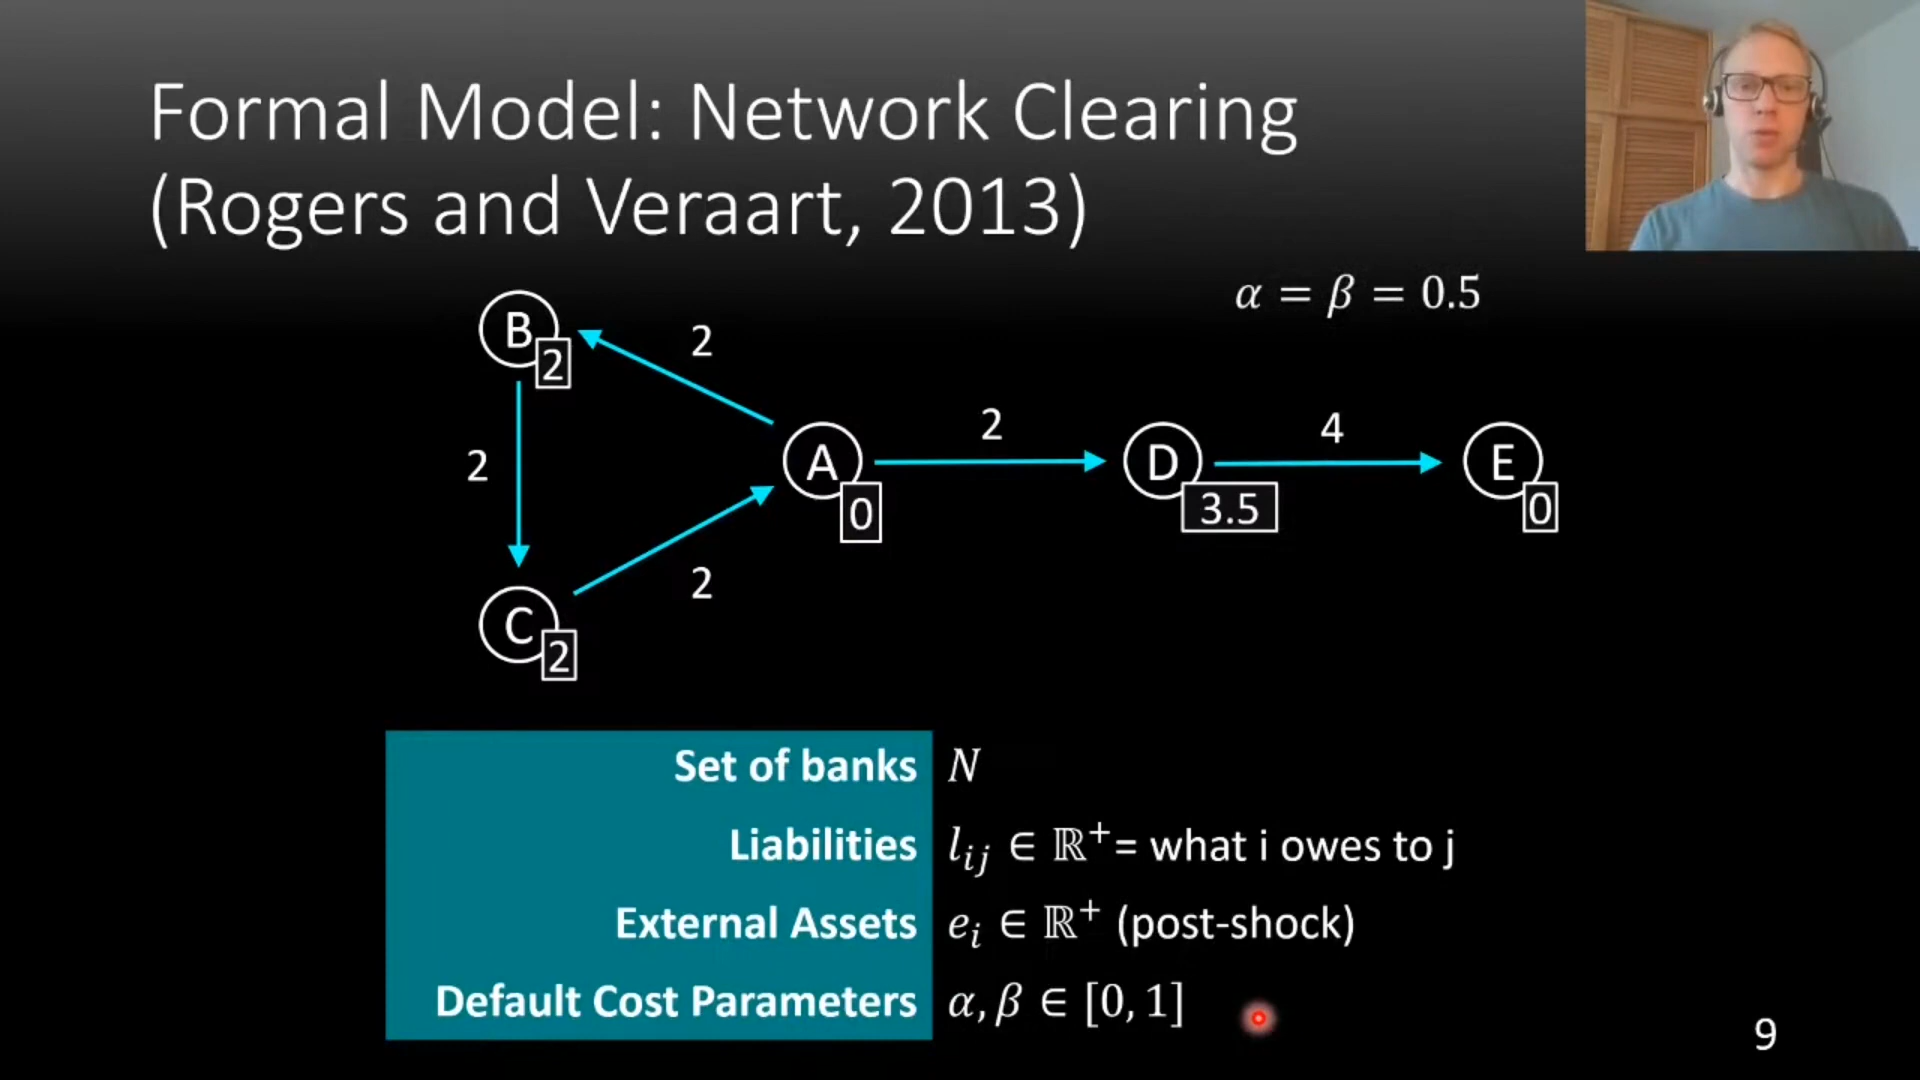 Formal Model: Network Clearing
(Rogers and Veraart, 2013)
α = β = 0.5
B
2
2
2
A
0
2
D
3.5
4
E
0
C
2
2
Set of banks N
Liabilities l_{ij} ∈ ℝ⁺= what i owes to j
External Assets e_i ∈ ℝ⁺ (post-shock)
Default Cost Parameters α, β ∈ [0, 1]
9